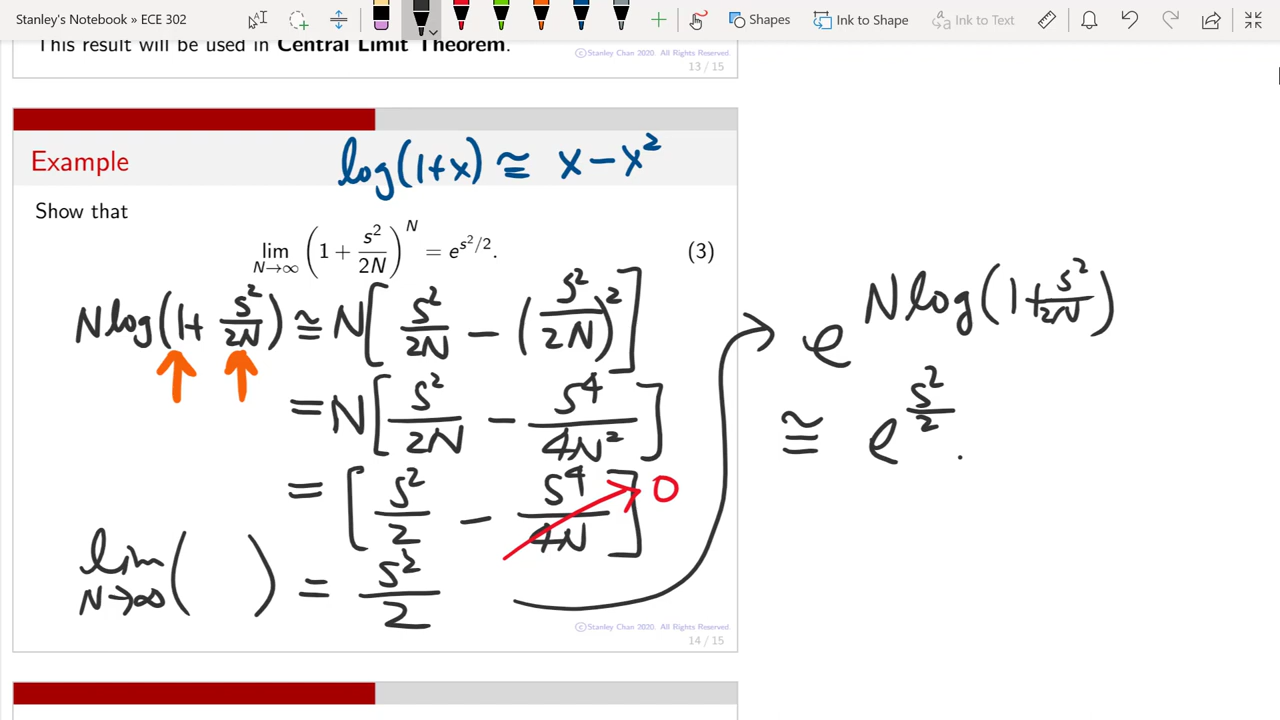 Stanley's Notebook » ECE 302
Shapes
Ink to Shape
Ink to Text
This result will be used in Central Limit Theorem.
©Stanley Chan 2020. All Rights Reserved.
13 / 15
Example
log(1+x) ≅ x − x²
Show that
lim N→∞ (1 + s²/2N)^N = e^{s²/2}. (3)
N log(1 + s²/2N) ≅ N[s²/2N − (s²/2N)²]
= N[s²/2N − s⁴/4N²]
= [s²/2 − s⁴/4N] 0
lim N→∞ ( ) = s²/2
e^{N log(1+s²/2N)}
≅ e^{s²/2}.
©Stanley Chan 2020. All Rights Reserved.
14 / 15